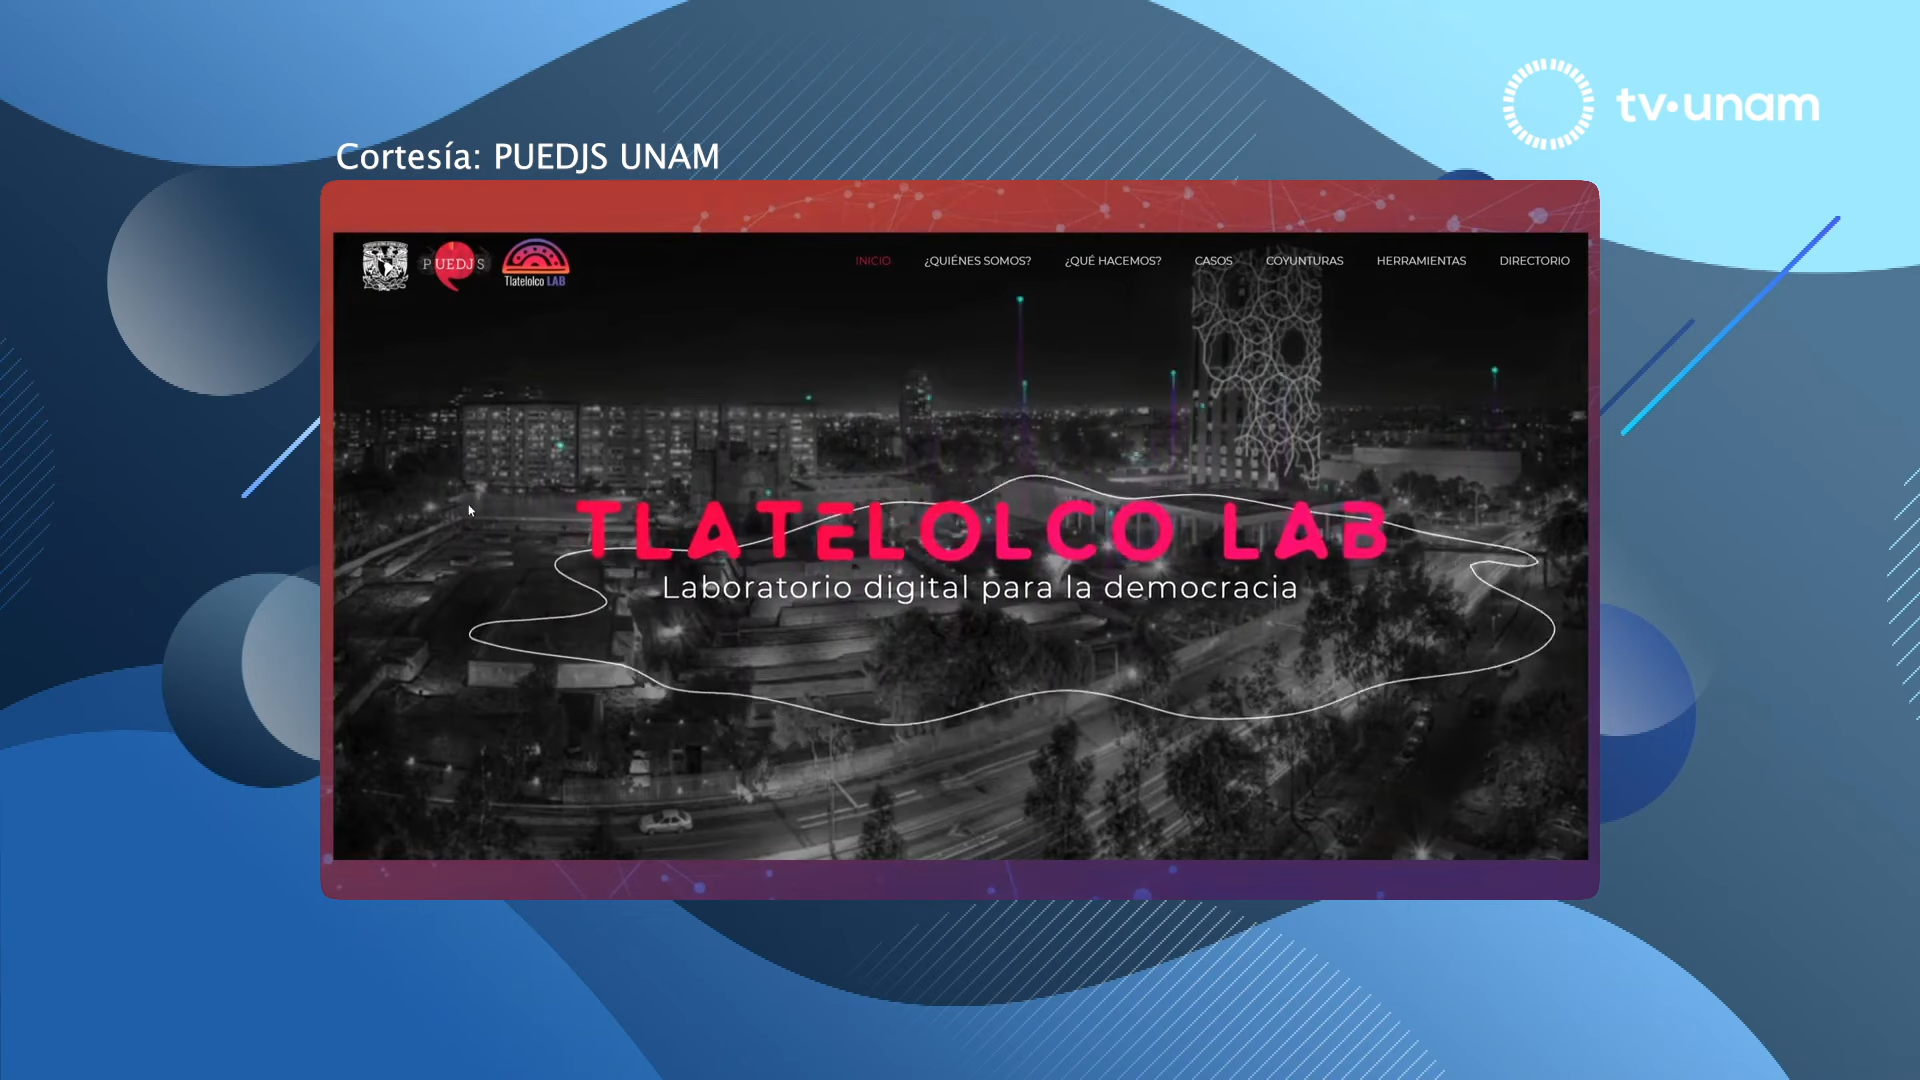 tv•unam
Cortesía: PUEDJS UNAM
PUEDJS
Tlatelolco LAB
INICIO
¿QUIÉNES SOMOS?
¿QUÉ HACEMOS?
CASOS
COYUNTURAS
HERRAMIENTAS
DIRECTORIO
TLATELOLCO LAB
Laboratorio digital para la democracia